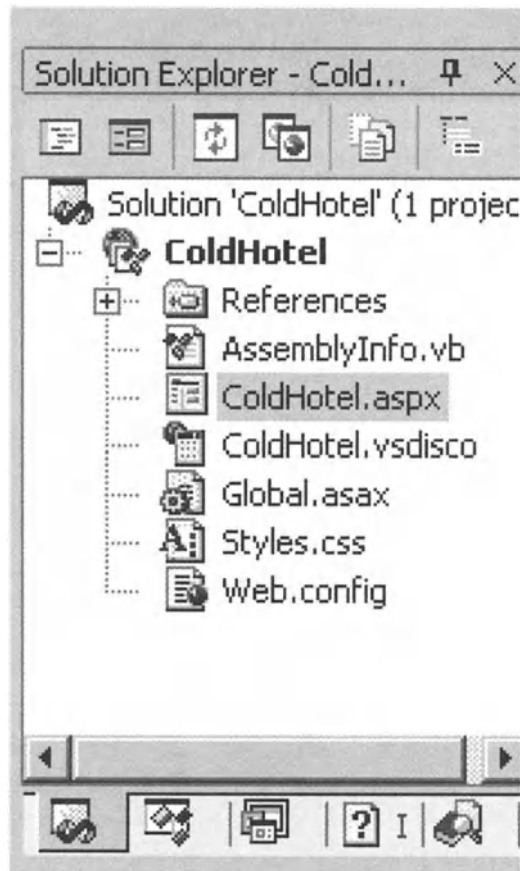 Solution Explorer - Cold...
Solution 'ColdHotel' (1 projec
ColdHotel
References
AssemblyInfo.vb
ColdHotel.aspx
ColdHotel.vsdisco
Global.asax
Styles.css
Web.config